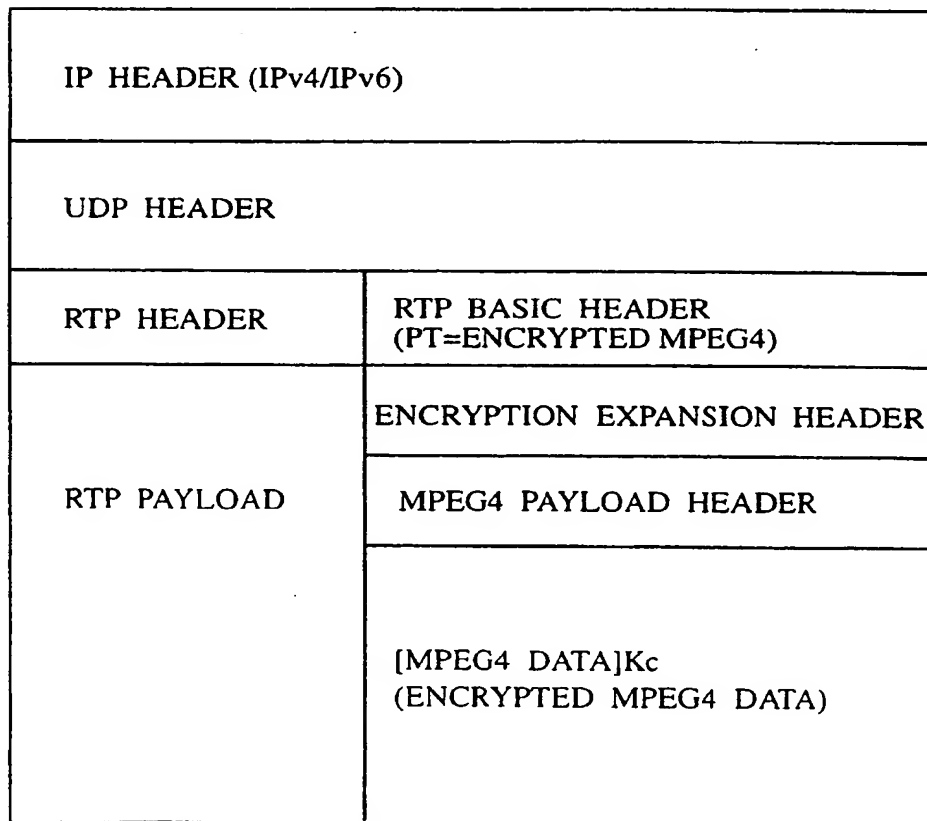 IP HEADER (IPv4/IPv6)
UDP HEADER
RTP HEADER
RTP BASIC HEADER
(PT=ENCRYPTED MPEG4)
RTP PAYLOAD
ENCRYPTION EXPANSION HEADER
MPEG4 PAYLOAD HEADER
[MPEG4 DATA]Kc
(ENCRYPTED MPEG4 DATA)